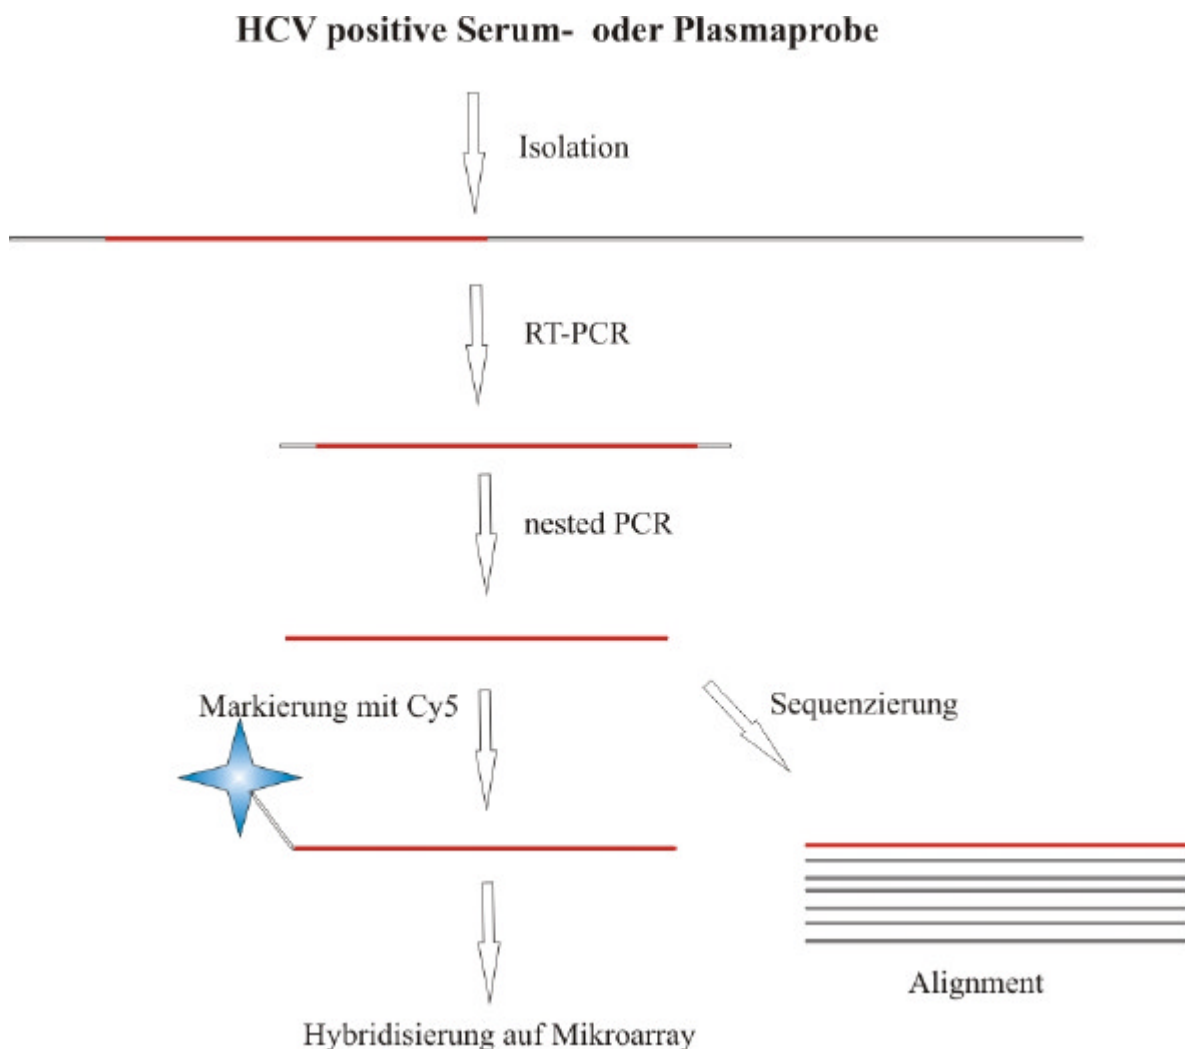 HCV positive Serum- oder Plasmaprobe
Isolation
RT-PCR
nested PCR
Markierung mit Cy5
Sequenzierung
Alignment
Hybridisierung auf Mikroarray